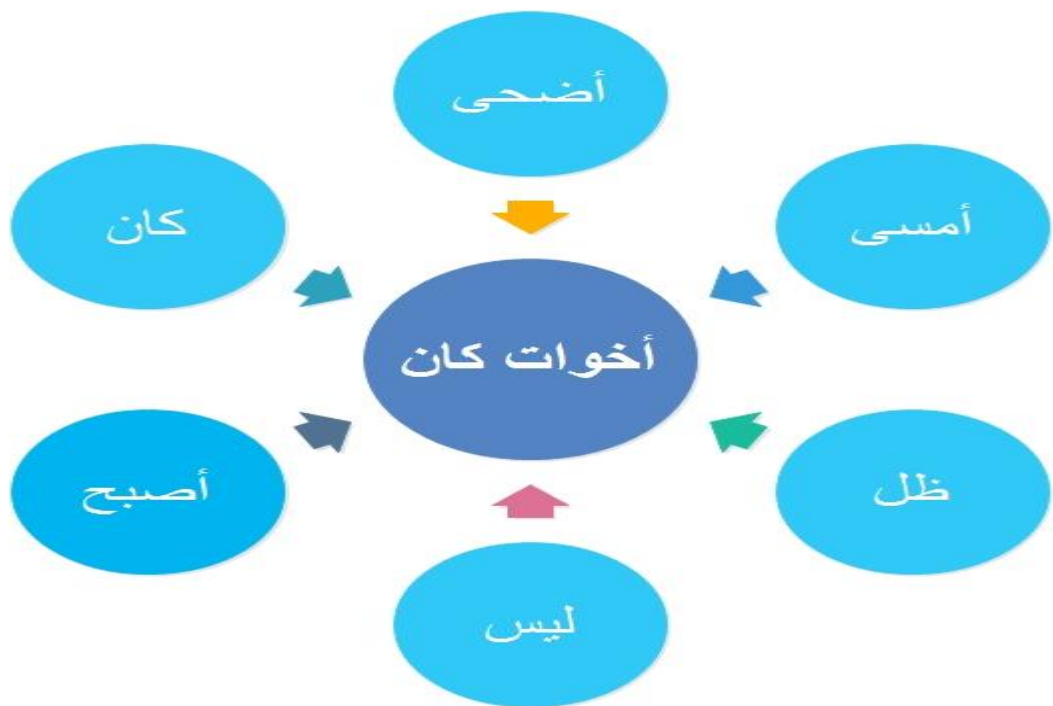 أضحى
أمسى
كان
أخوات كان
ظل
أصبح
ليس